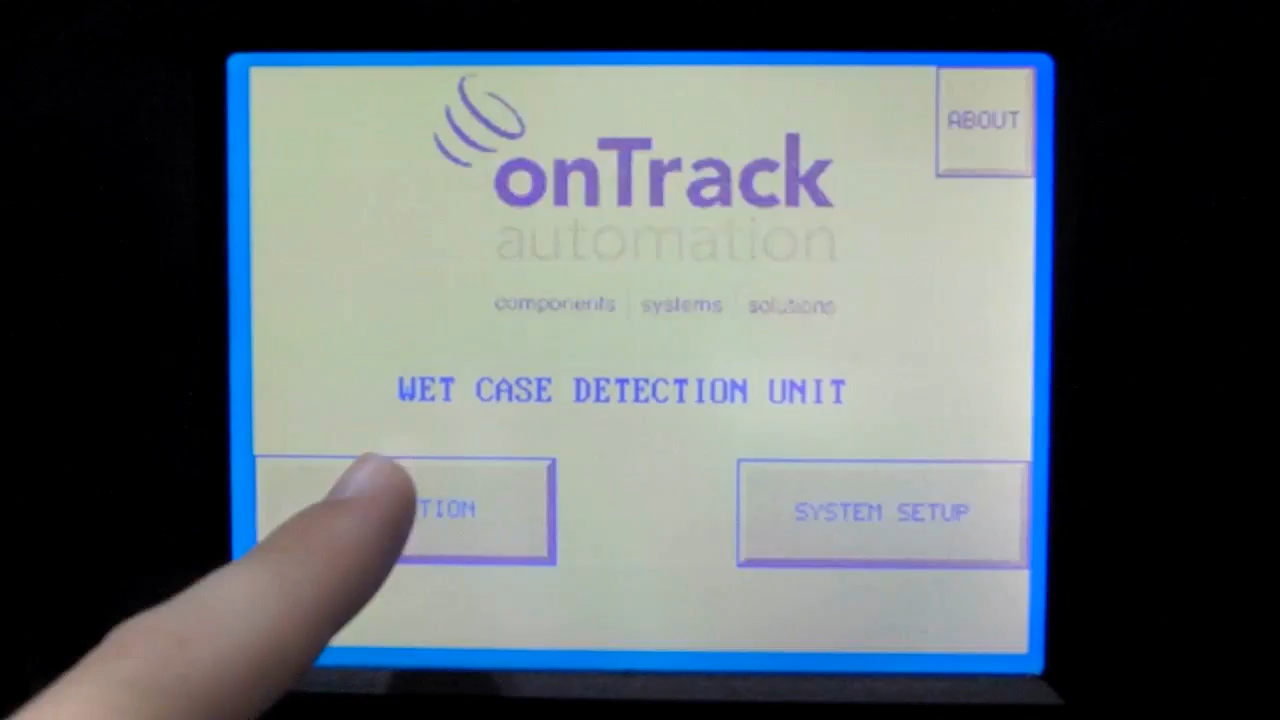 ABOUT
onTrack
automation
components systems solutions
WET CASE DETECTION UNIT
SYSTEM SETUP